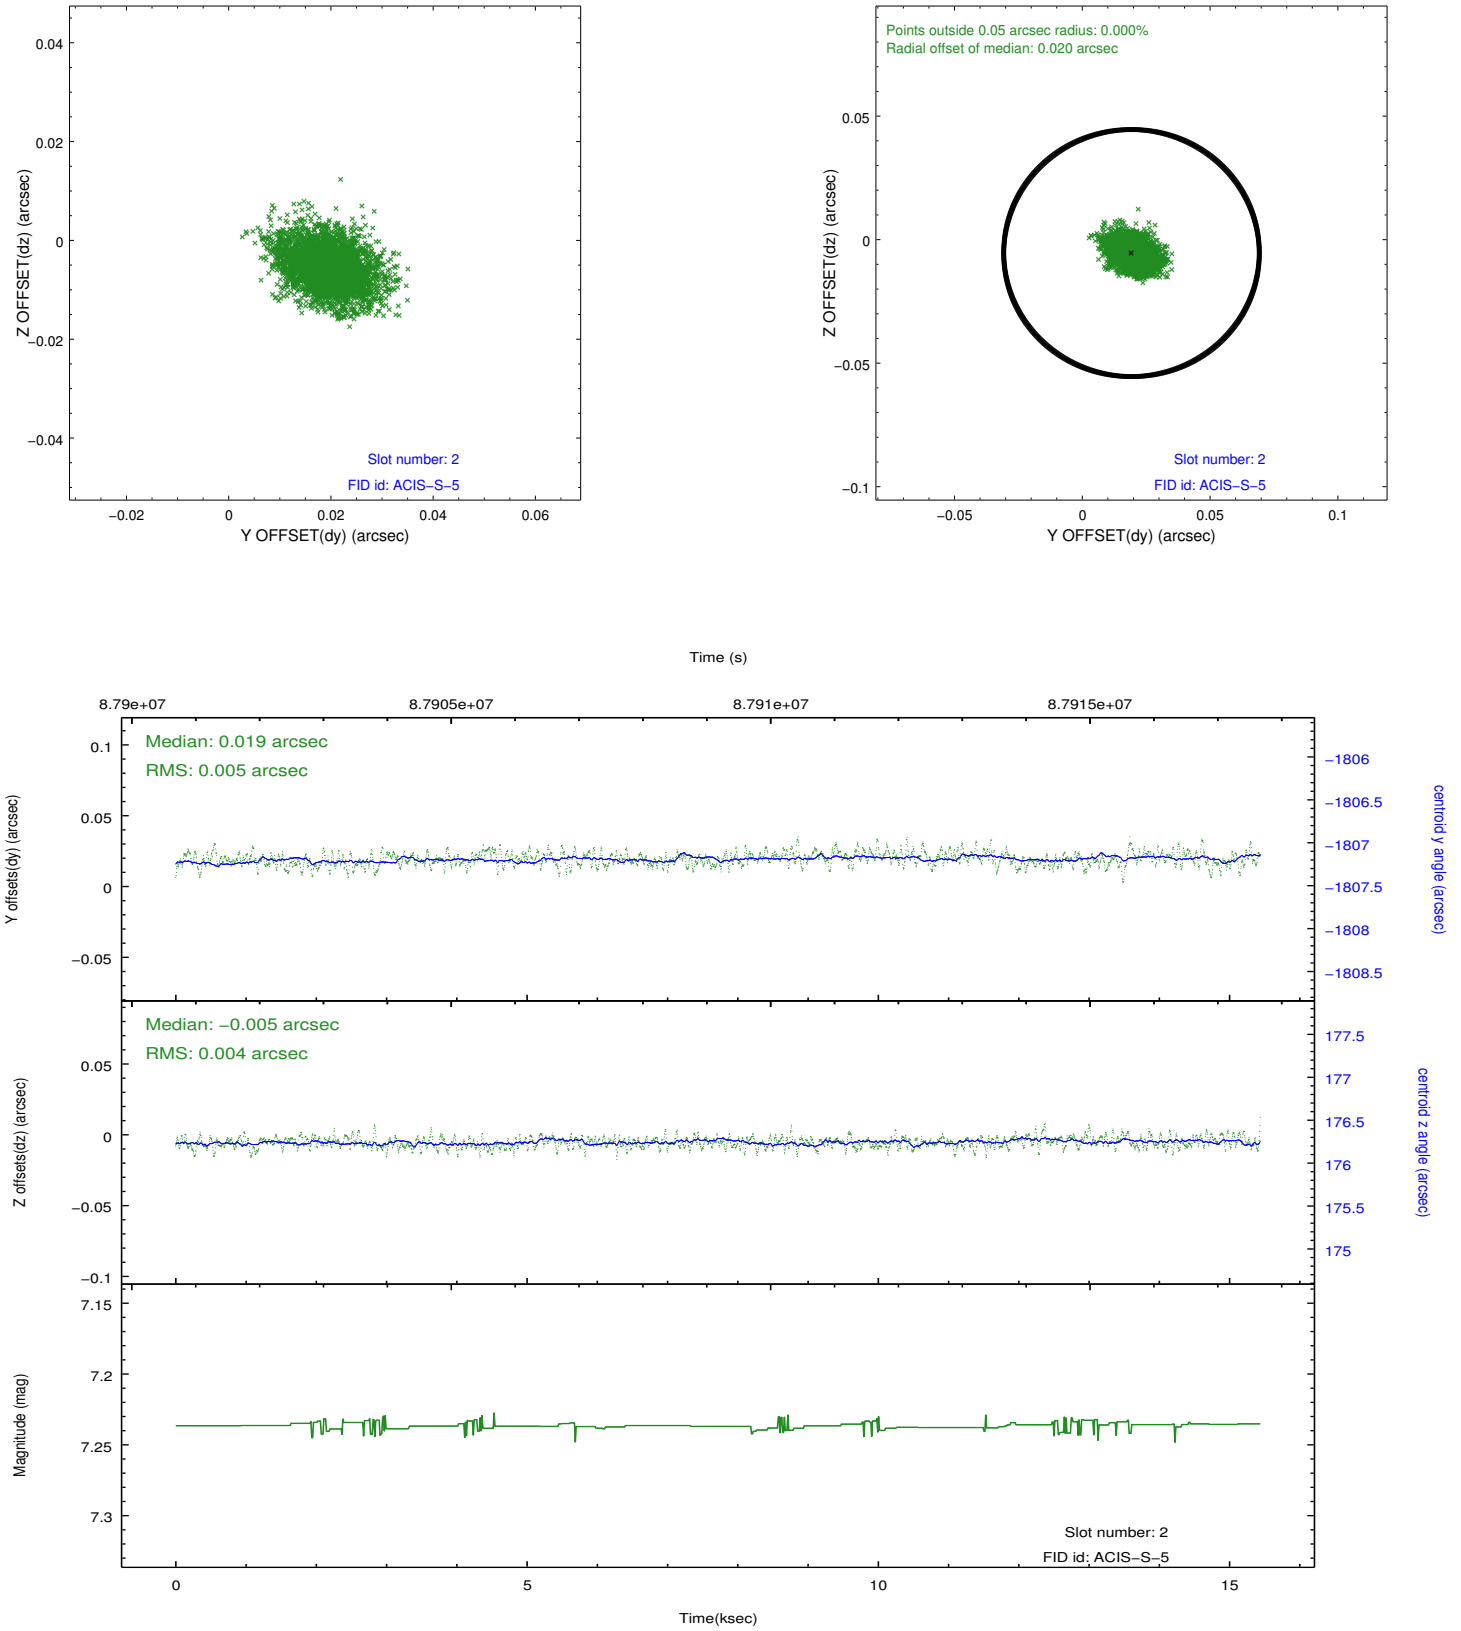 0.04
0.02
0
−0.02
−0.04
Z OFFSET(dz) (arcsec)
Slot number: 2
FID id: ACIS−S−5
−0.02
0
0.02
0.04
0.06
Y OFFSET(dy) (arcsec)
Points outside 0.05 arcsec radius: 0.000%
Radial offset of median: 0.020 arcsec
0.05
0
−0.05
−0.1
Z OFFSET(dz) (arcsec)
Slot number: 2
FID id: ACIS−S−5
−0.05
0
0.05
0.1
Y OFFSET(dy) (arcsec)
Time (s)
8.79e+07
8.7905e+07
8.791e+07
8.7915e+07
Median: 0.019 arcsec
RMS: 0.005 arcsec
0.1
0.05
0
−0.05
Y offsets(dy) (arcsec)
−1806
−1806.5
−1807
−1807.5
−1808
−1808.5
centroid y angle (arcsec)
Median: −0.005 arcsec
RMS: 0.004 arcsec
0.05
0
−0.05
−0.1
Z offsets(dz) (arcsec)
177.5
177
176.5
176
175.5
175
centroid z angle (arcsec)
7.15
7.2
7.25
7.3
Magnitude (mag)
Slot number: 2
FID id: ACIS−S−5
0
5
10
15
Time(ksec)